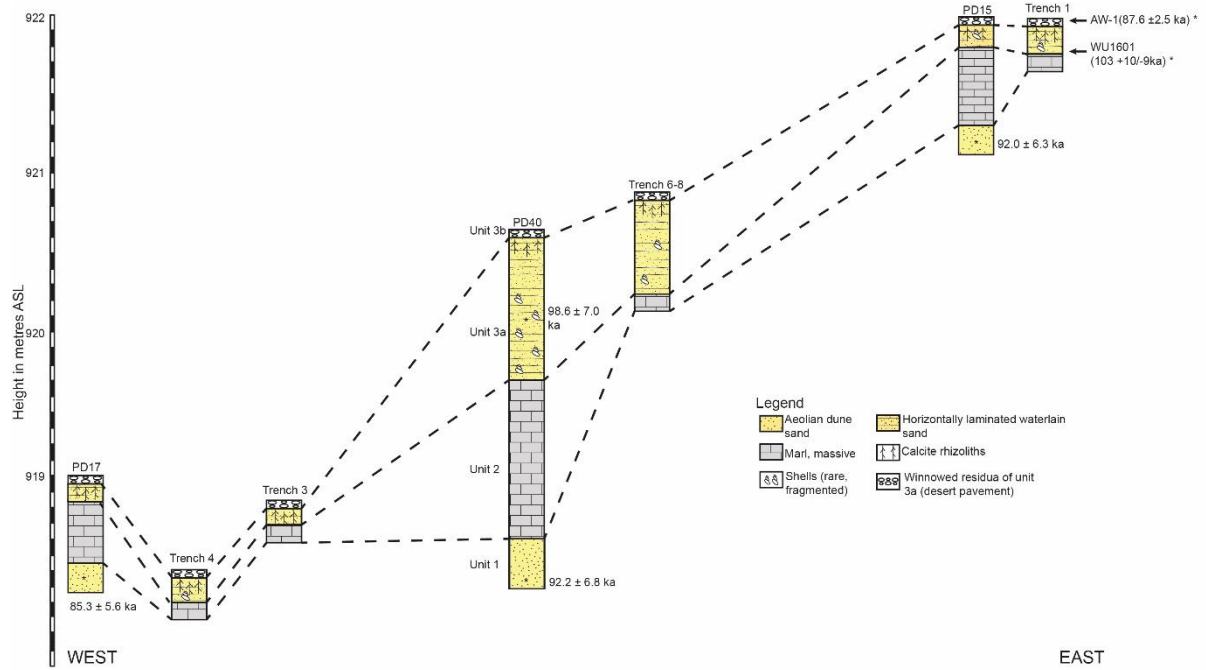 922
921
920
919
Height in metres ASL
PD15
Trench 1
AW-1(87.6 ±2.5 ka) *
WU1601
(103 +10/-9ka) *
92.0 ± 6.3 ka
Trench 6-8
PD40
Unit 3b
98.6 ± 7.0
ka
Unit 3a
Unit 2
Unit 1
92.2 ± 6.8 ka
PD17
Trench 3
Trench 4
85.3 ± 5.6 ka
Legend
Aeolian dune
sand
Horizontally laminated waterlain
sand
Marl, massive
Calcite rhizoliths
Shells (rare,
fragmented)
Winnowed residua of unit
3a (desert pavement)
WEST
EAST